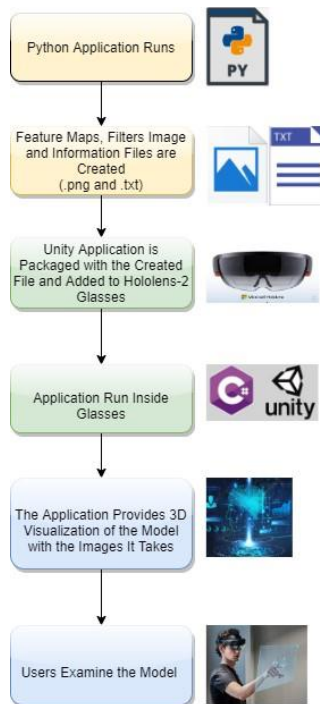 Python Application Runs
PY
Feature Maps, Filters Image
and Information Files are
Created
(.png and .txt)
TXT
Unity Application is
Packaged with the Created
File and Added to Hololens-2
Glasses
Application Run Inside
Glasses
C#
unity
The Application Provides 3D
Visualization of the Model
with the Images It Takes
Users Examine the Model